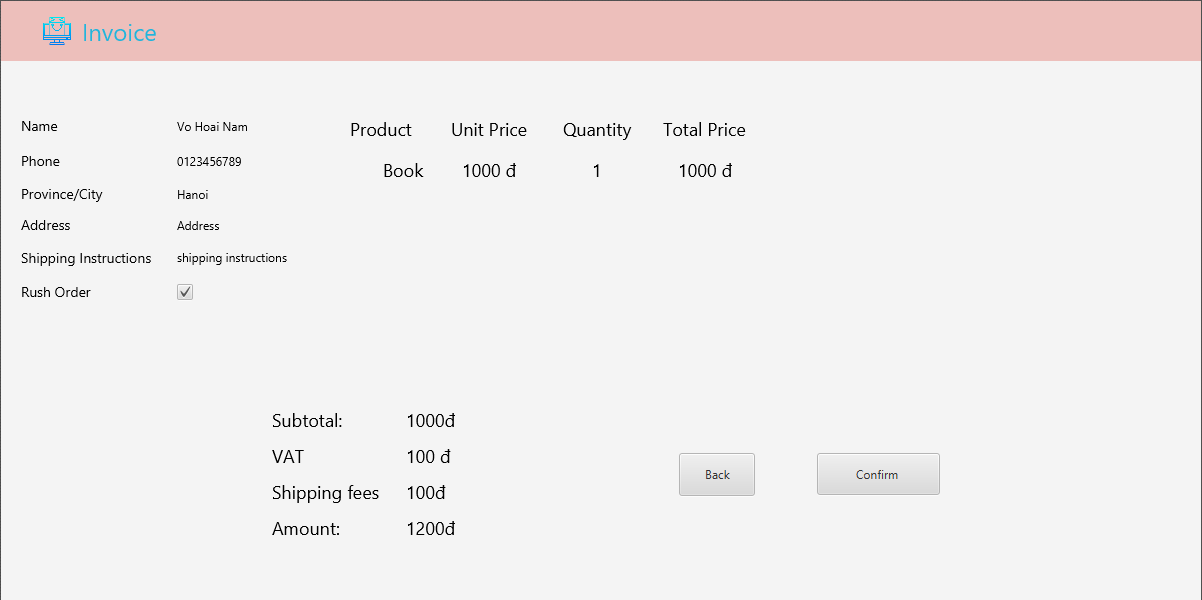 Invoice
Name Vo Hoai Nam
Phone 0123456789
Province/City Hanoi
Address Address
Shipping Instructions shipping instructions
Rush Order
Product Unit Price Quantity Total Price
Book 1000 đ 1 1000 đ
Subtotal: 1000đ
VAT 100 đ
Shipping fees 100đ
Amount: 1200đ
Back Confirm